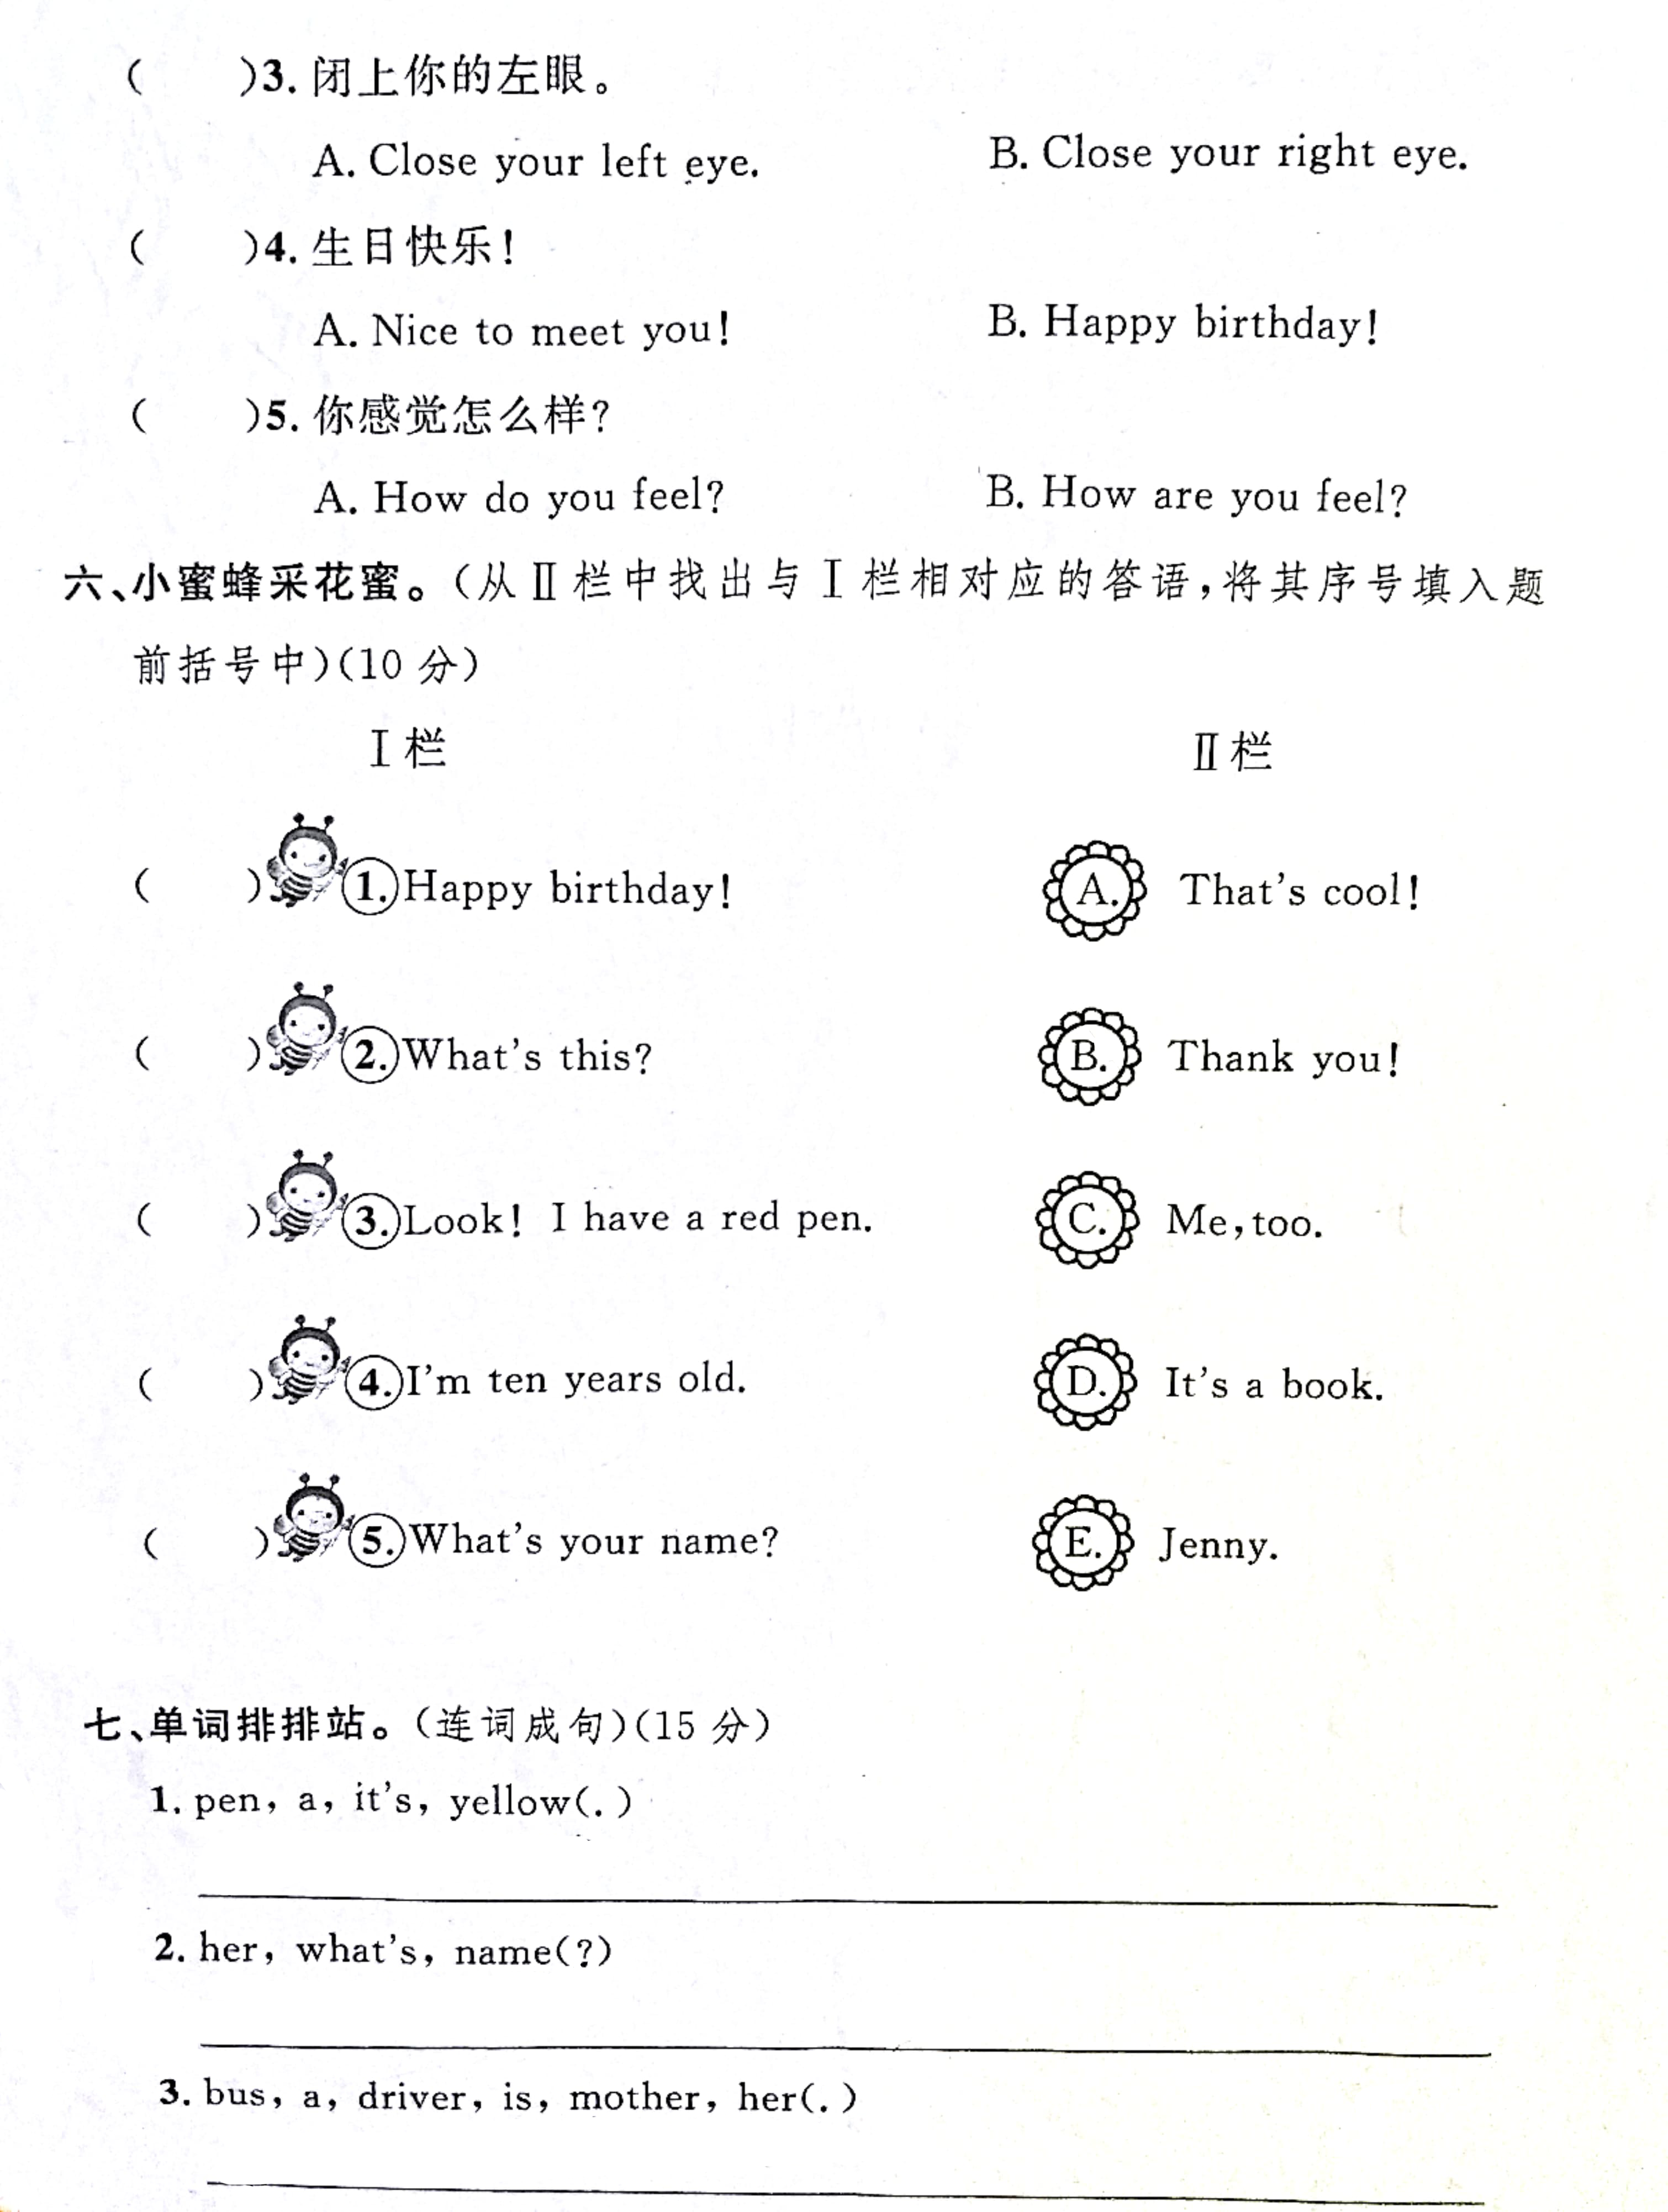 (  )3. 闭上你的左眼。
A. Close your left eye.  B. Close your right eye.
(  )4. 生日快乐!
A. Nice to meet you!  B. Happy birthday!
(  )5. 你感觉怎么样?
A. How do you feel?  B. How are you feel?
六、小蜜蜂采花蜜。(从Ⅱ栏中找出与Ⅰ栏相对应的答语,将其序号填入题
前括号中)(10 分)
Ⅰ栏  Ⅱ栏
(  )1. Happy birthday!  A. That's cool!
(  )2. What's this?  B. Thank you!
(  )3. Look! I have a red pen.  C. Me, too.
(  )4. I'm ten years old.  D. It's a book.
(  )5. What's your name?  E. Jenny.
七、单词排排站。(连词成句)(15 分)
1. pen, a, it's, yellow(.)
2. her, what's, name(?)
3. bus, a, driver, is, mother, her(.)